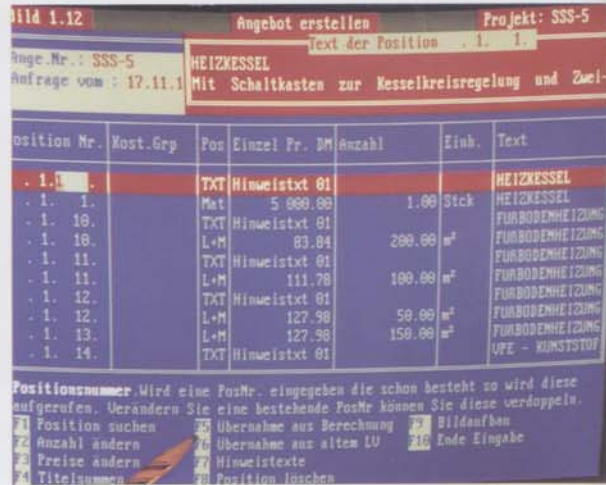 Bild 1.12 Angebot erstellen Projekt: SSS-5
Text der Position . 1. 1.
Ange.Nr.: SSS-5
HEIZKESSEL
Anfrage vom : 17.11.1 Mit Schaltkasten zur Kesselkreisregelung und Zwei-
Position Nr. Kost.Grp Pos Einzel Pr. DM Anzahl Einh. Text
. 1.1 . TXT Hinweistxt 01 HEIZKESSEL
. 1. 1. Mat 5 000.00 1.00 Stck HEIZKESSEL
. 1. 10. TXT Hinweistxt 01 FUßBODENHEIZUNG
. 1. 10. L+M 83.84 200.00 m² FUßBODENHEIZUNG
. 1. 11. TXT Hinweistxt 01 FUßBODENHEIZUNG
. 1. 11. L+M 111.78 100.00 m² FUßBODENHEIZUNG
. 1. 12. TXT Hinweistxt 01 FUßBODENHEIZUNG
. 1. 12. L+M 127.98 50.00 m² FUßBODENHEIZUNG
. 1. 13. L+M 127.98 150.00 m² FUßBODENHEIZUNG
. 1. 14. TXT Hinweistxt 01 VPE - KUNSTSTOF
Positionsnummer.Wird eine PosNr. eingegeben die schon besteht so wird diese
aufgerufen. Verändern Sie eine bestehende PosNr können Sie diese verdoppeln.
F1 Position suchen F5 Übernahme aus Berechnung F9 Bildaufbau
F2 Anzahl ändern F6 Übernahme aus altem LV F10 Ende Eingabe
F3 Preise ändern F7 Hinweistexte
F4 Titelsummen F8 Position löschen